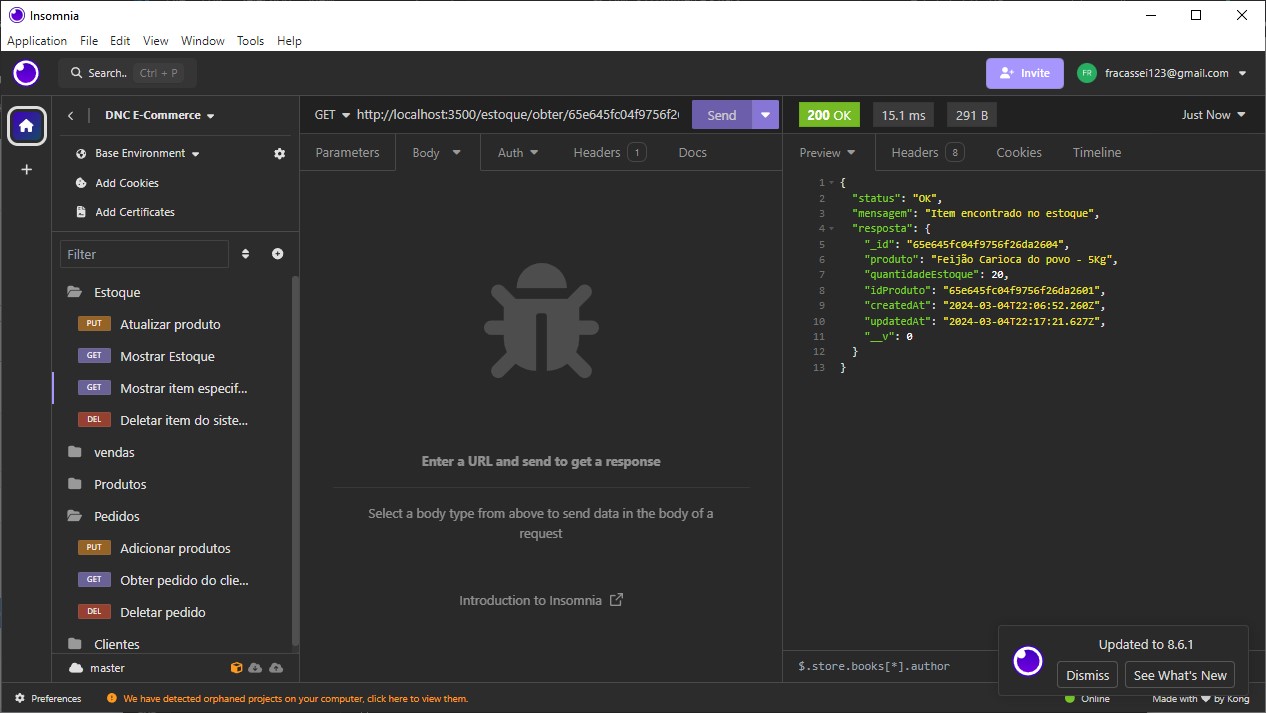 Insomnia
Application File Edit View Window Tools Help
Search.. Ctrl + P
Invite
FR fracassei123@gmail.com
DNC E-Commerce
Base Environment
Add Cookies
Add Certificates
Filter
Estoque
PUT Atualizar produto
GET Mostrar Estoque
GET Mostrar item especif...
DEL Deletar item do siste...
vendas
Produtos
Pedidos
PUT Adicionar produtos
GET Obter pedido do clie...
DEL Deletar pedido
Clientes
master
GET http://localhost:3500/estoque/obter/65e645fc04f9756f2 Send
Parameters Body Auth Headers 1 Docs
Enter a URL and send to get a response
Select a body type from above to send data in the body of a
request
Introduction to Insomnia
200 OK 15.1 ms 291 B Just Now
Preview Headers 8 Cookies Timeline
1 {
2 "status": "OK",
3 "mensagem": "Item encontrado no estoque",
4 "resposta": {
5 "_id": "65e645fc04f9756f26da2604",
6 "produto": "Feijão Carioca do povo - 5Kg",
7 "quantidadeEstoque": 20,
8 "idProduto": "65e645fc04f9756f26da2601",
9 "createdAt": "2024-03-04T22:06:52.260Z",
10 "updatedAt": "2024-03-04T22:17:21.627Z",
11 "__v": 0
12 }
13 }
$.store.books[*].author
Updated to 8.6.1
Dismiss See What's New
Preferences
We have detected orphaned projects on your computer, click here to view them.
Online
Made with ♥ by Kong